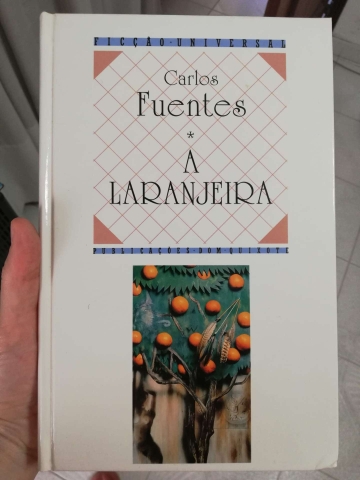 FICÇÃO-UNIVERSAL
Carlos
Fuentes
*
A
LARANJEIRA
PUBLICAÇÕES DOM QUIXOTE